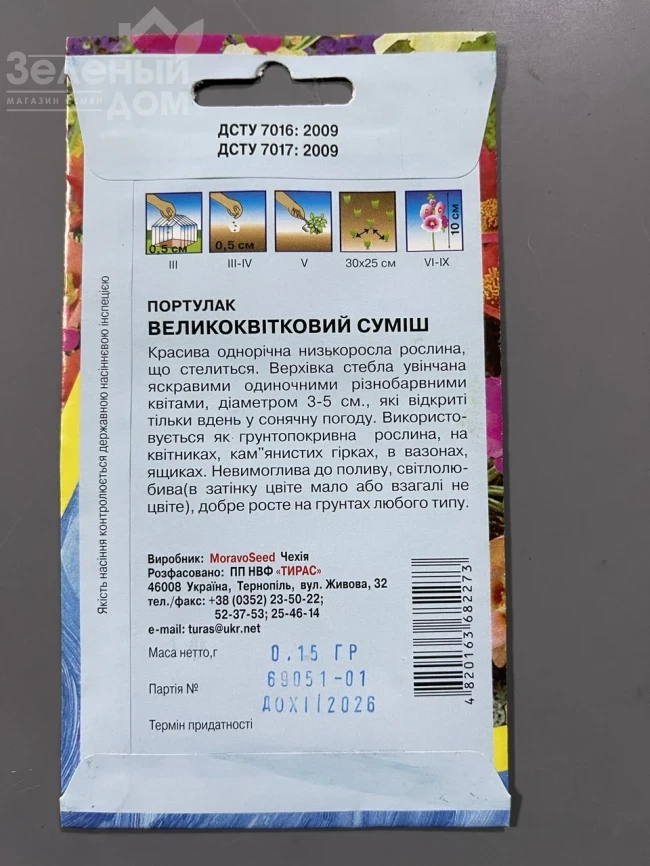 Зеленый
МАГАЗИН СЕМЯН
ДОМ
ДСТУ 7016: 2009
ДСТУ 7017: 2009
0,5 см 0,5 см 10 см
III III-IV V 30x25 см VI-IX
ПОРТУЛАК
ВЕЛИКОКВІТКОВИЙ СУМІШ
Красива однорічна низькоросла рослина,
що стелиться. Верхівка стебла увінчана
яскравими одиночними різнобарвними
квітами, діаметром 3-5 см., які відкриті
тільки вдень у сонячну погоду. Використо-
вується як грунтопокривна рослина, на
квітниках, кам"янистих гірках, в вазонах,
ящиках. Невимоглива до поливу, світлолю-
бива(в затінку цвіте мало або взагалі не
цвіте), добре росте на грунтах любого типу.
Якість насіння контролюється державною насіннєвою інспекцією
Виробник: MoravoSeed Чехія
Розфасовано: ПП НВФ «ТИРАС»
46008 Україна, Тернопіль, вул. Живова, 32
тел./факс: +38 (0352) 23-50-22;
52-37-53; 25-46-14
e-mail: turas@ukr.net
Маса нетто,г 0.15 ГР
Партія № 69051-01
ДОXII/2026
Термін придатності
4 820163 682273